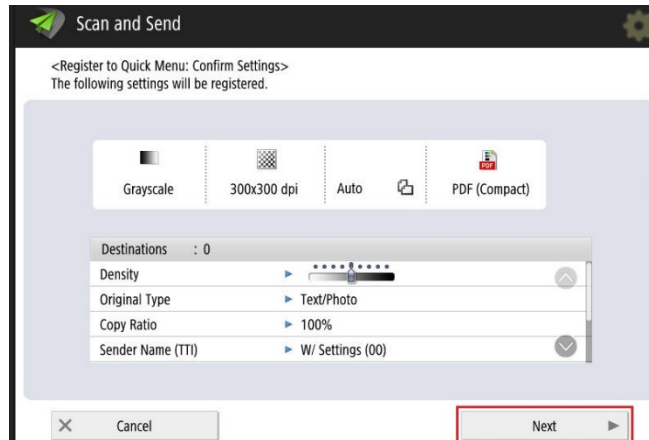 Scan and Send
<Register to Quick Menu: Confirm Settings>
The following settings will be registered.
Grayscale
300x300 dpi
Auto
PDF
PDF (Compact)
Destinations : 0
Density
Original Type ► Text/Photo
Copy Ratio ► 100%
Sender Name (TTI) ► W/ Settings (00)
Cancel
Next